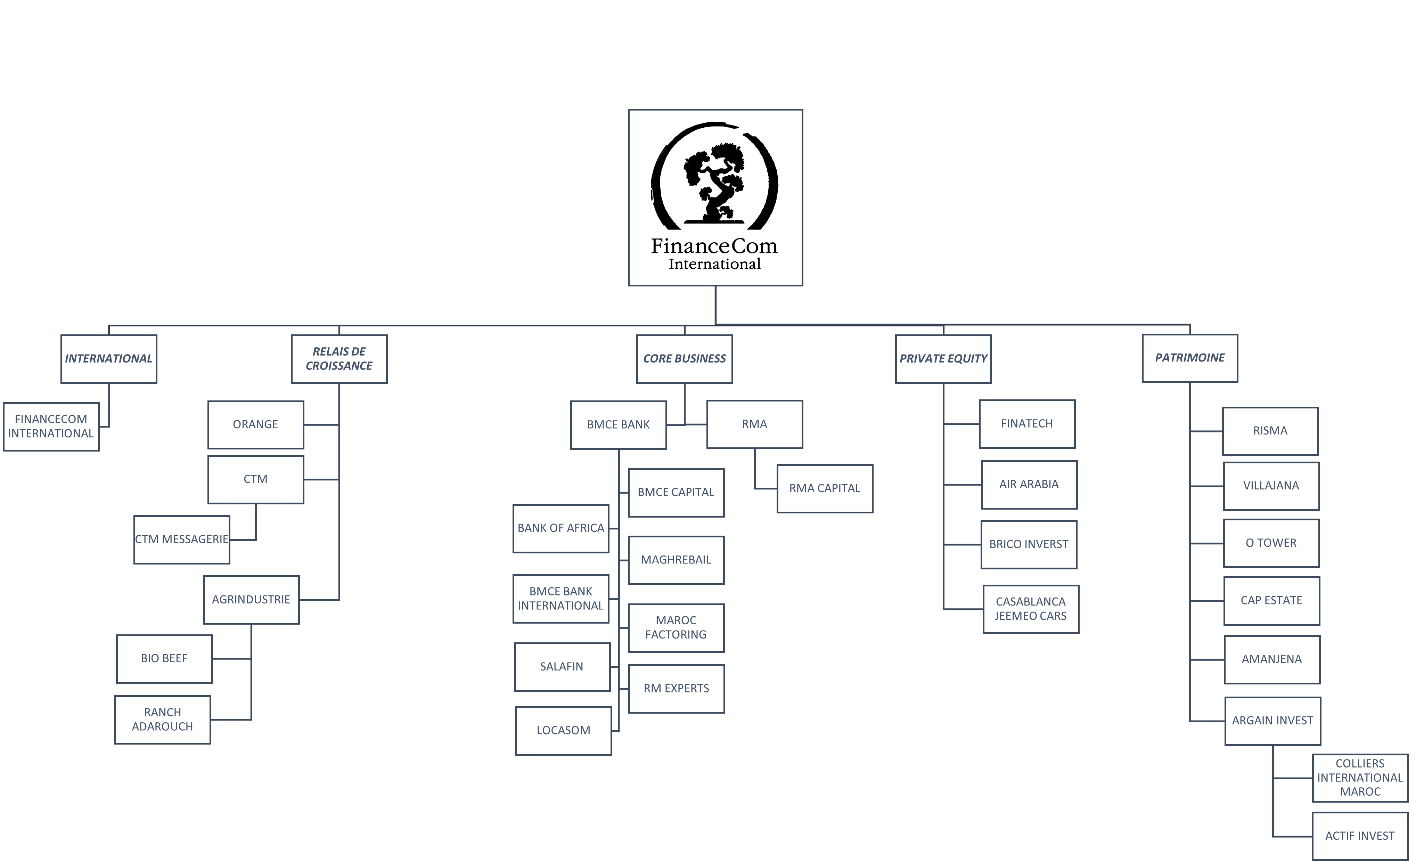 FinanceCom
International
INTERNATIONAL
RELAIS DE
CROISSANCE
CORE BUSINESS
PRIVATE EQUITY
PATRIMOINE
FINANCECOM
INTERNATIONAL
ORANGE
CTM
CTM MESSAGERIE
AGRINDUSTRIE
BIO BEEF
RANCH
ADAROUCH
BMCE BANK
RMA
RMA CAPITAL
BMCE CAPITAL
BANK OF AFRICA
MAGHREBAIL
BMCE BANK
INTERNATIONAL
MAROC
FACTORING
SALAFIN
RM EXPERTS
LOCASOM
FINATECH
AIR ARABIA
BRICO INVERST
CASABLANCA
JEEMEO CARS
RISMA
VILLAJANA
O TOWER
CAP ESTATE
AMANJENA
ARGAIN INVEST
COLLIERS
INTERNATIONAL
MAROC
ACTIF INVEST